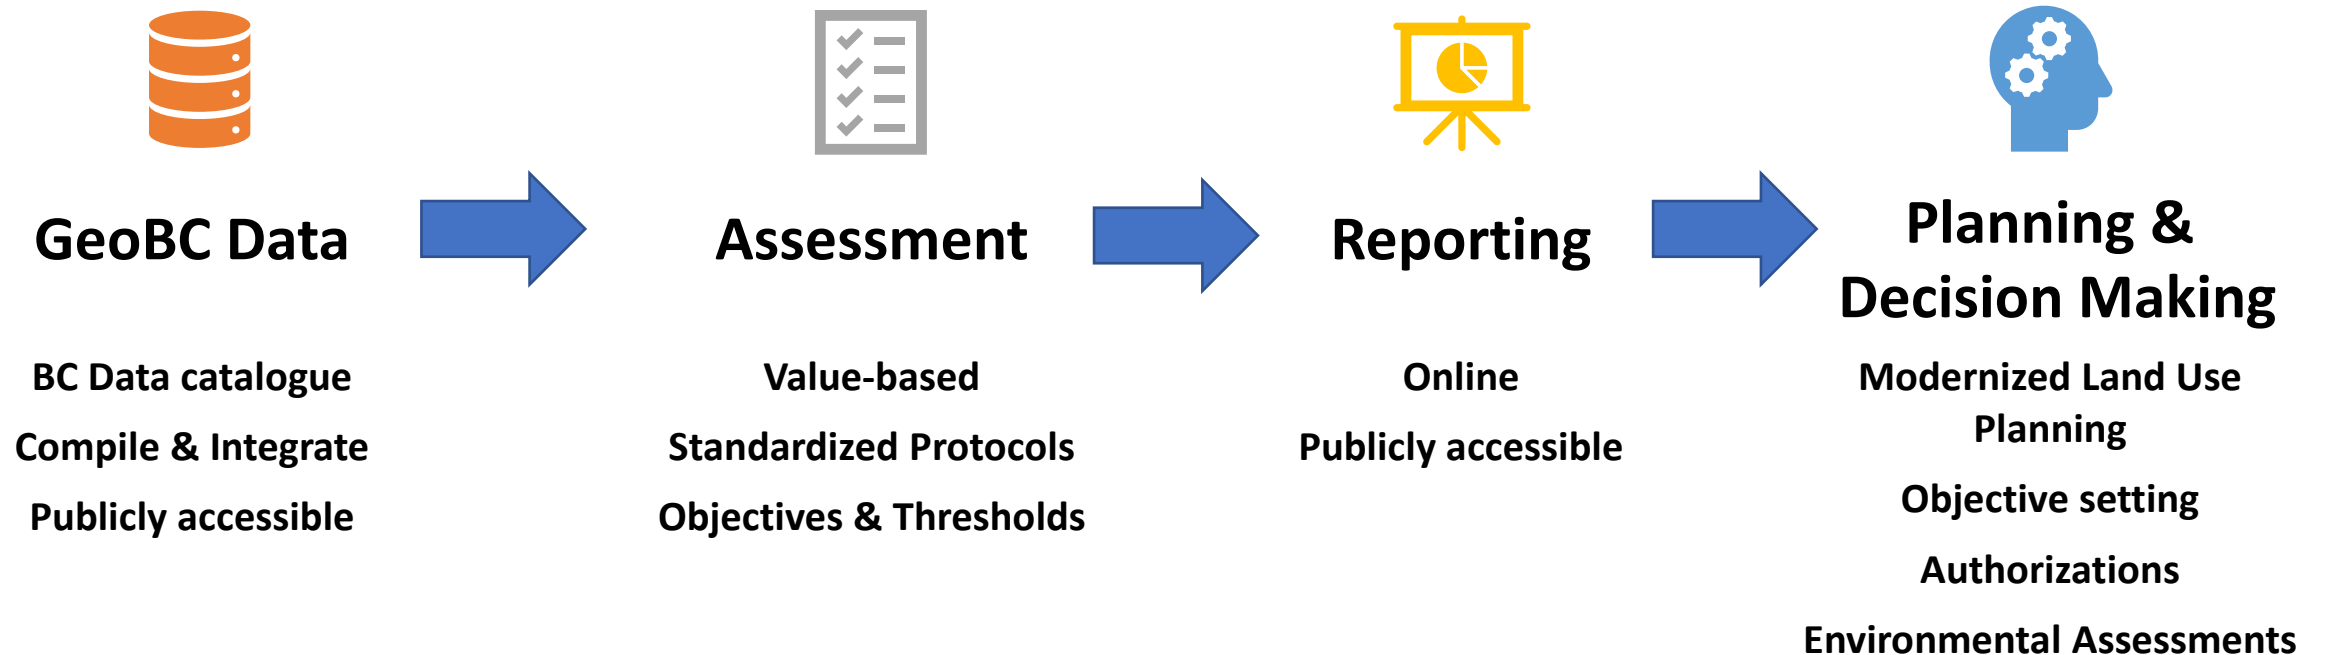 GeoBC Data
BC Data catalogue
Compile & Integrate
Publicly accessible
Assessment
Value-based
Standardized Protocols
Objectives & Thresholds
Reporting
Online
Publicly accessible
Planning &
Decision Making
Modernized Land Use
Planning
Objective setting
Authorizations
Environmental Assessments